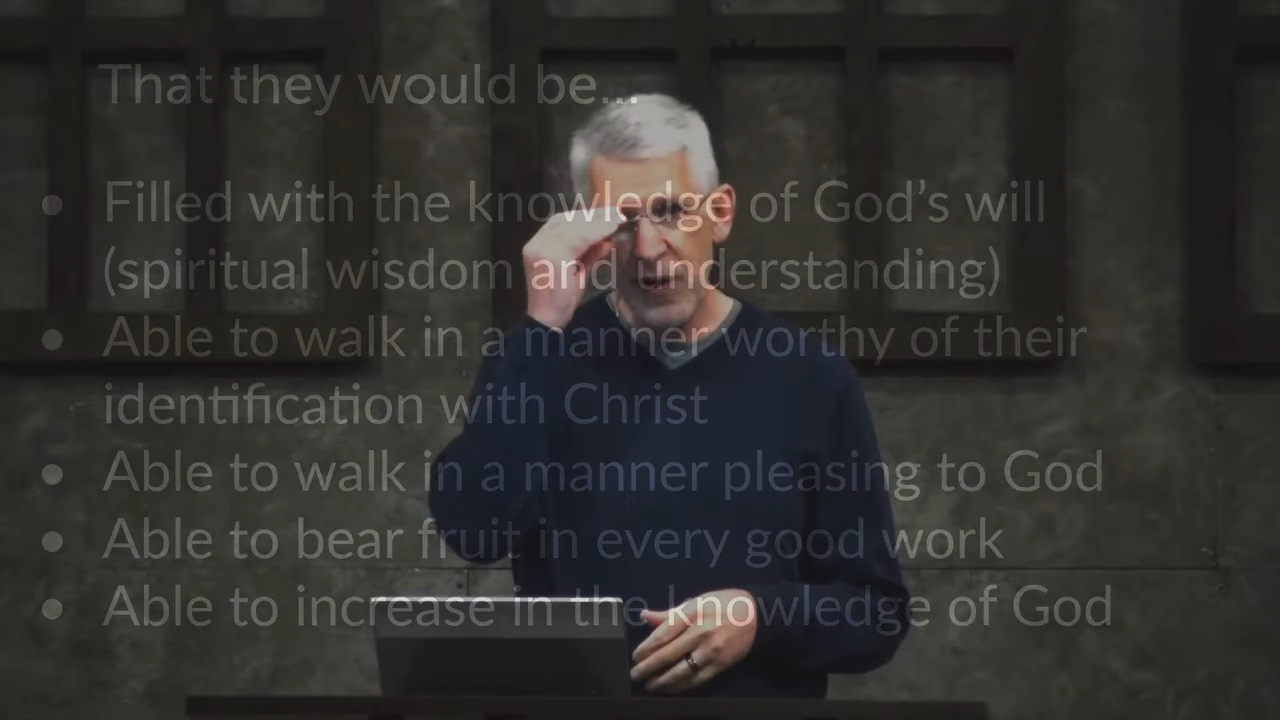 That they would be...
• Filled with the knowledge of God's will
(spiritual wisdom and understanding)
• Able to walk in a manner worthy of their
identification with Christ
• Able to walk in a manner pleasing to God
• Able to bear fruit in every good work
• Able to increase in the knowledge of God